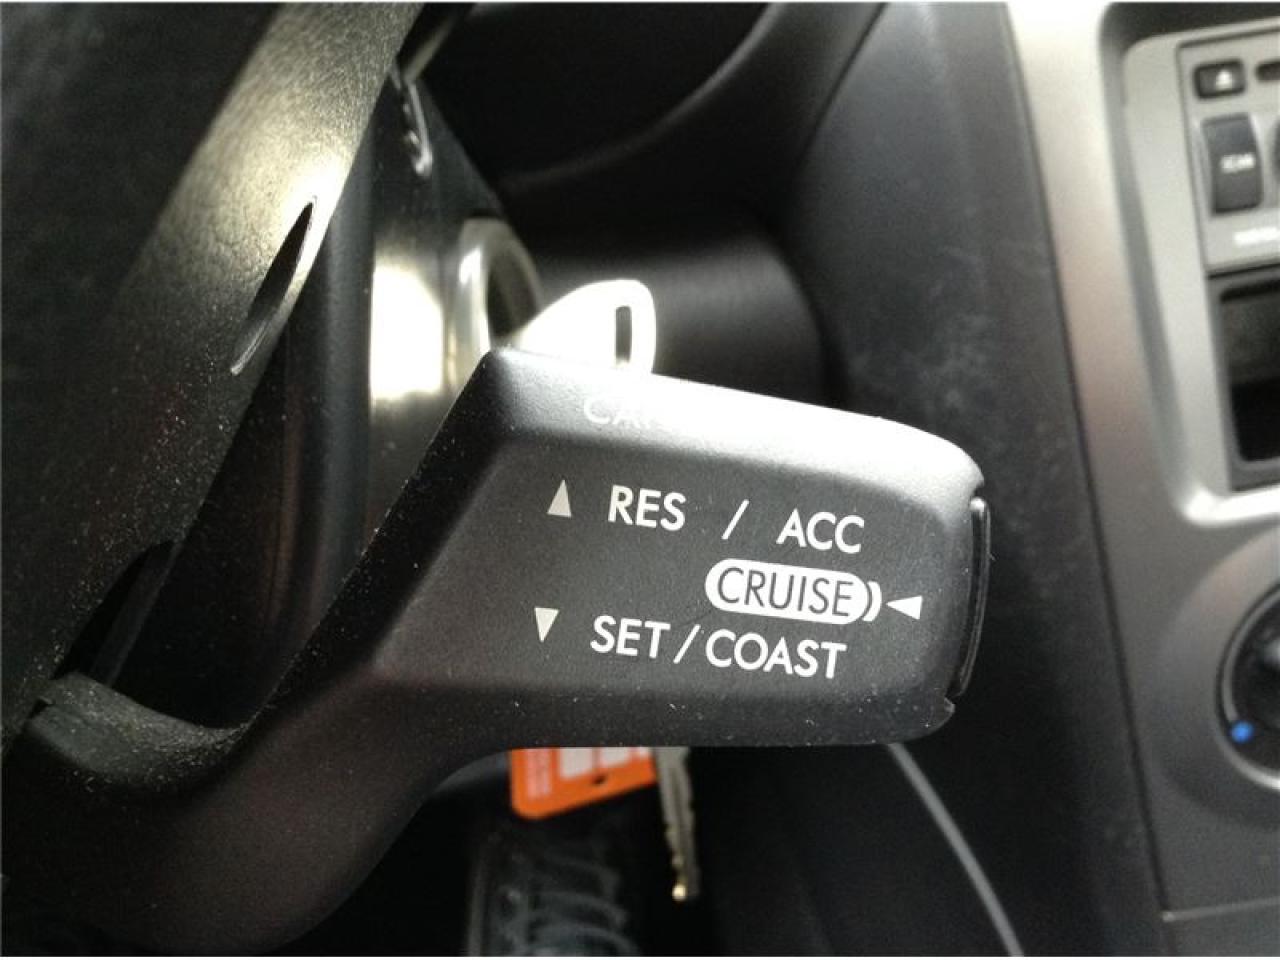 RES / ACC
CRUISE
SET/COAST